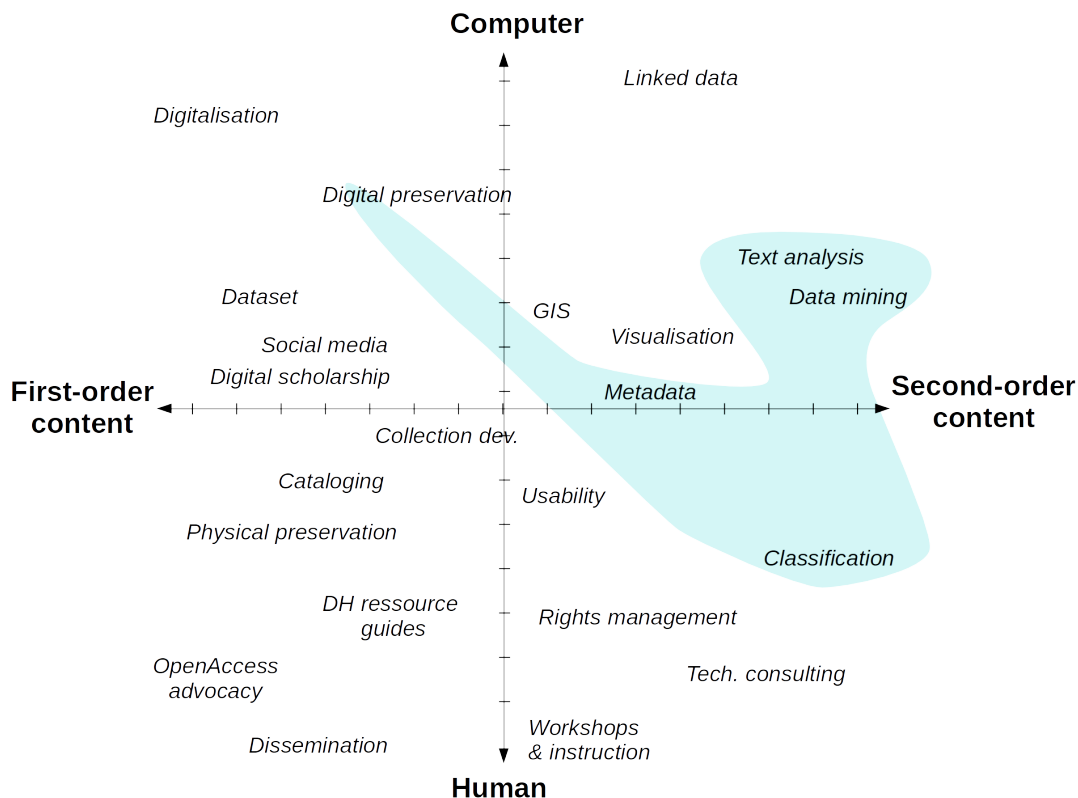 Computer
Linked data
Digitalisation
Digital preservation
Text analysis
Data mining
Dataset
GIS
Visualisation
Social media
Digital scholarship
Metadata
First-order
content
Second-order
content
Collection dev.
Cataloging
Usability
Physical preservation
Classification
DH ressource
guides
Rights management
OpenAccess
advocacy
Tech. consulting
Workshops
& instruction
Dissemination
Human